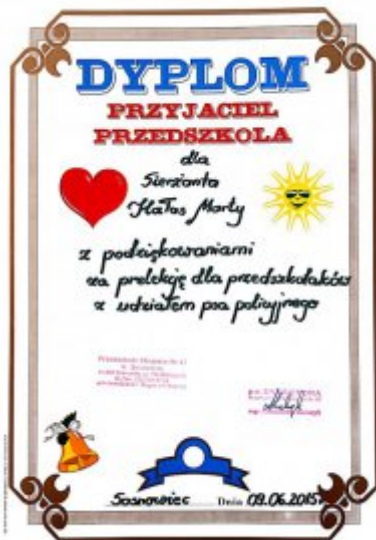 DYPLOM
PRZYJACIEL
PRZEDSZKOLA
dla
Sierżanta
Hałas Marty
z podziękowaniami
za prelekcję dla przedszkolaków
z udziałem psa policyjnego
Sosnowiec Dnia 09.06.2015r